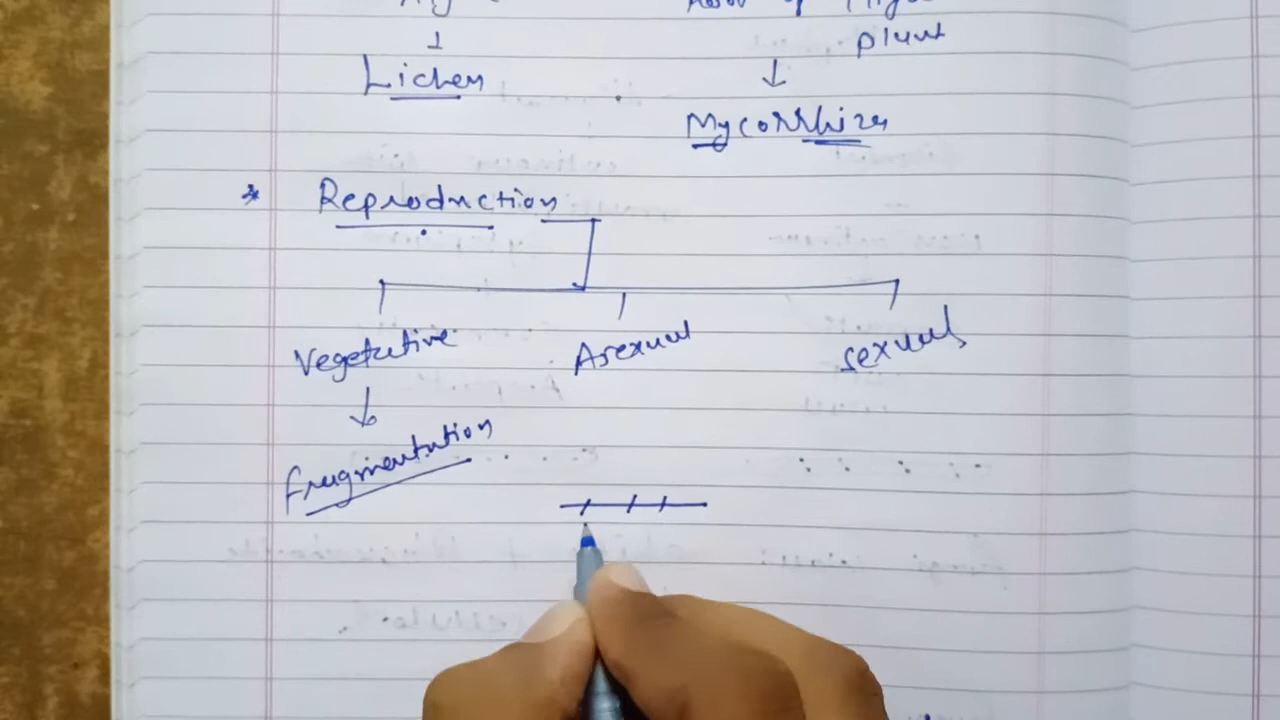 plant
Lichen
Mycorrhiza
* Reproduction
Vegetative Asexual sexual
fragmentation